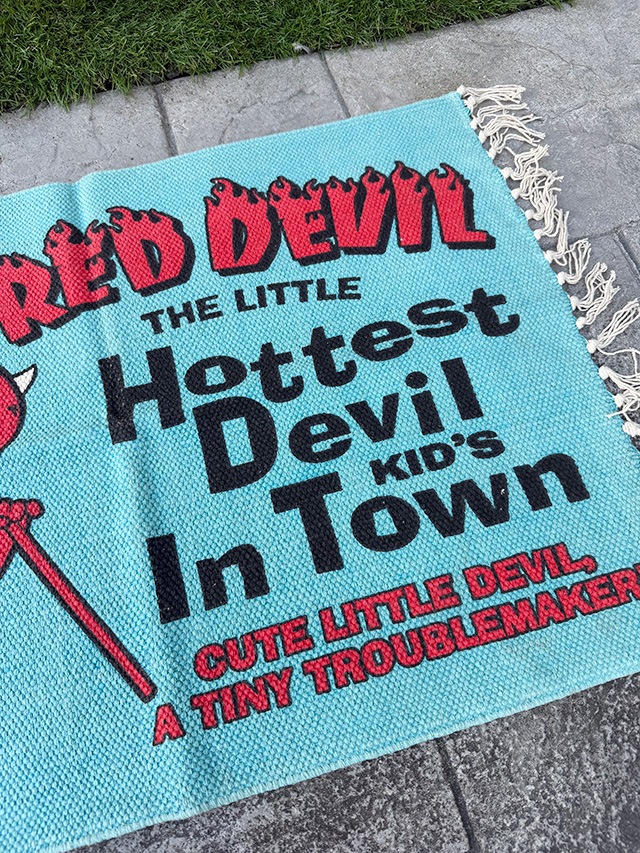 RED DEVIL
THE LITTLE
Hottest
Devil
KID'S
In Town
CUTE LITTLE DEVIL,
A TINY TROUBLEMAKER!